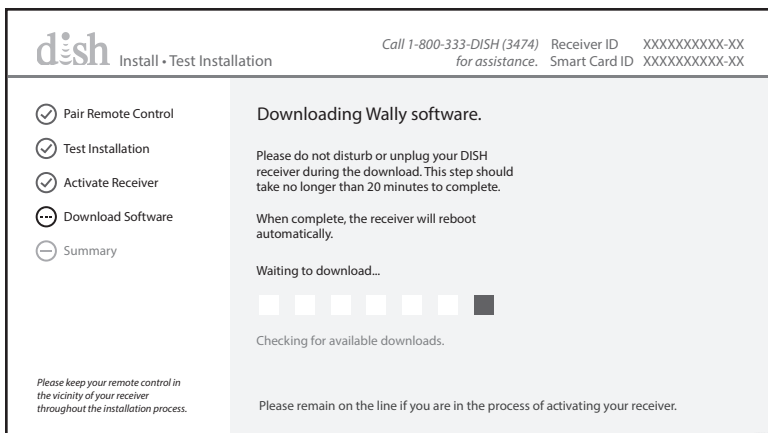 dish Install • Test Installation
Call 1-800-333-DISH (3474) Receiver ID XXXXXXXXXX-XX
for assistance. Smart Card ID XXXXXXXXXX-XX
Pair Remote Control
Test Installation
Activate Receiver
Download Software
Summary
Please keep your remote control in
the vicinity of your receiver
throughout the installation process.
Downloading Wally software.
Please do not disturb or unplug your DISH
receiver during the download. This step should
take no longer than 20 minutes to complete.
When complete, the receiver will reboot
automatically.
Waiting to download...
Checking for available downloads.
Please remain on the line if you are in the process of activating your receiver.